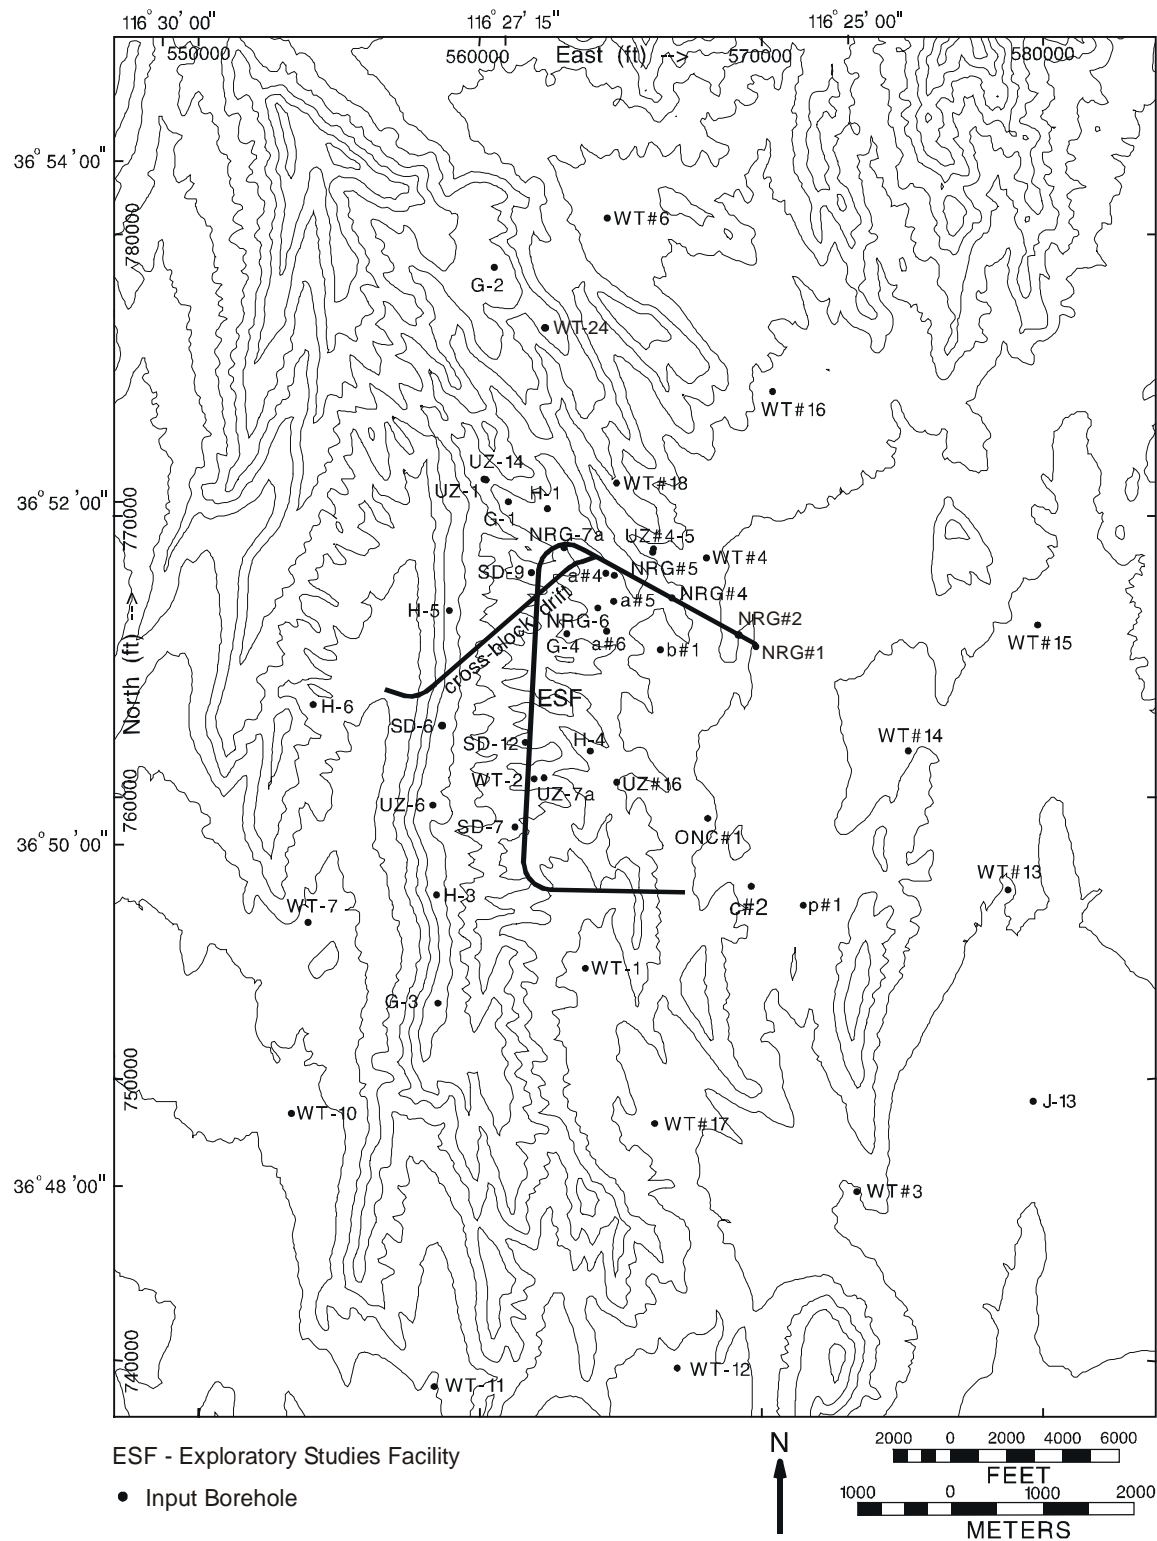 116° 30' 00" 116° 27' 15" 116° 25' 00"
550000 560000 East (ft) --> 570000 580000
36° 54' 00"
780000
WT#6
G-2
WT-24
WT#16
UZ-14
UZ-1
H-1
WT#18
36° 52' 00"
770000
G-1
NRG-7a
UZ#4-5
WT#4
SD-9
a#4
NRG#5
NRG#4
H-5
a#5
cross-block drift
NRG-6
NRG#2
G-4
a#6
b#1
NRG#1
WT#15
North (ft) -->
ESF
H-6
SD-6
SD-12
H-4
WT#14
WT-2
UZ-7a
UZ#16
760000
UZ-6
SD-7
ONC#1
36° 50' 00"
WT#13
H-3
WT-7
c#2
p#1
WT-1
G-3
750000
WT-10
WT#17
J-13
36° 48' 00"
WT#3
740000
WT-12
WT-11
ESF - Exploratory Studies Facility
● Input Borehole
N
2000 0 2000 4000 6000
FEET
1000 0 1000 2000
METERS